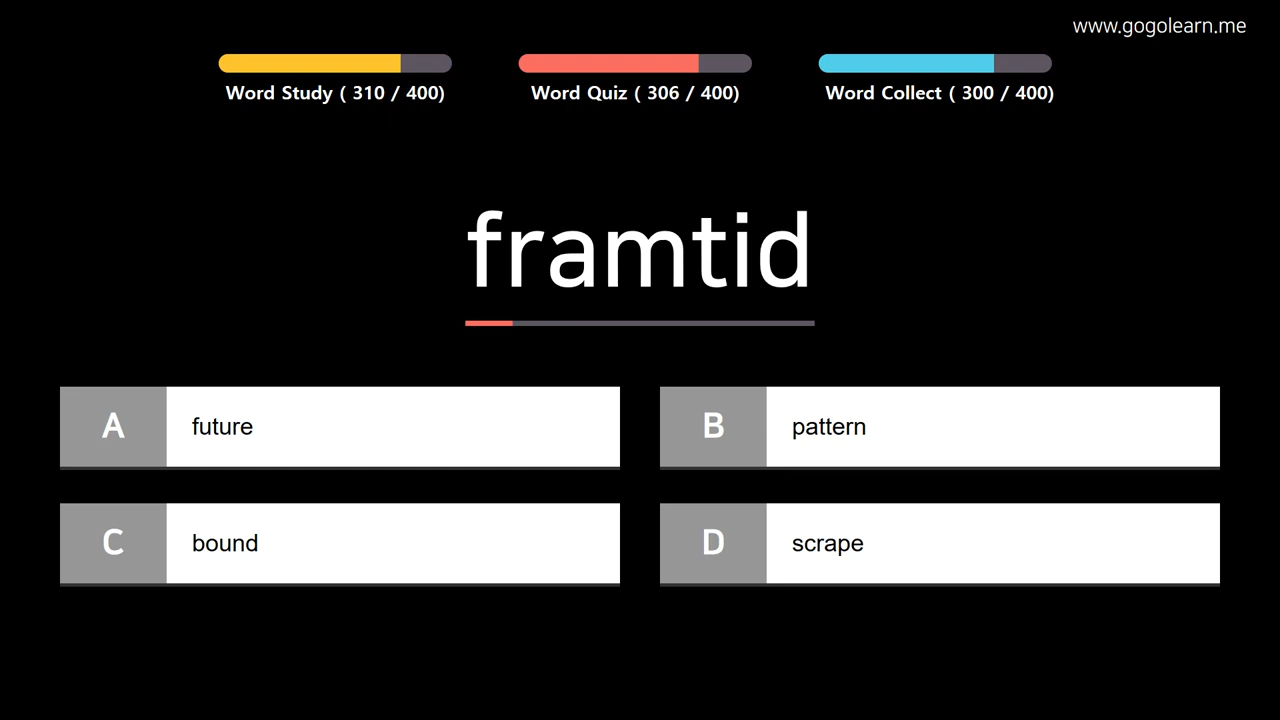 www.gogolearn.me
Word Study ( 310 / 400)
Word Quiz ( 306 / 400)
Word Collect ( 300 / 400)
framtid
A future
B pattern
C bound
D scrape